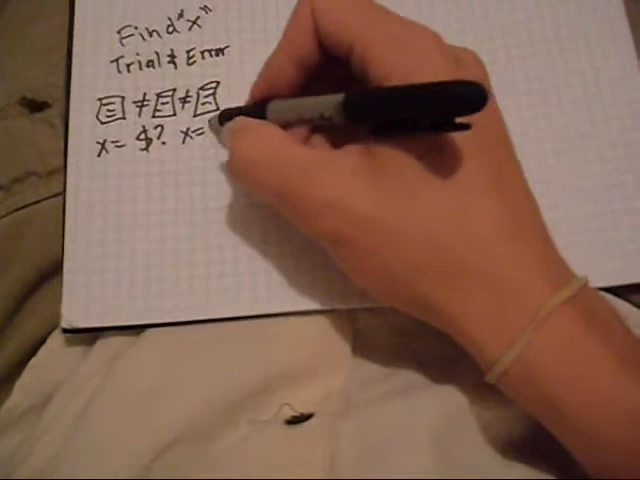 Find "x"
Trial & Error
≠ ≠
x= $? x=